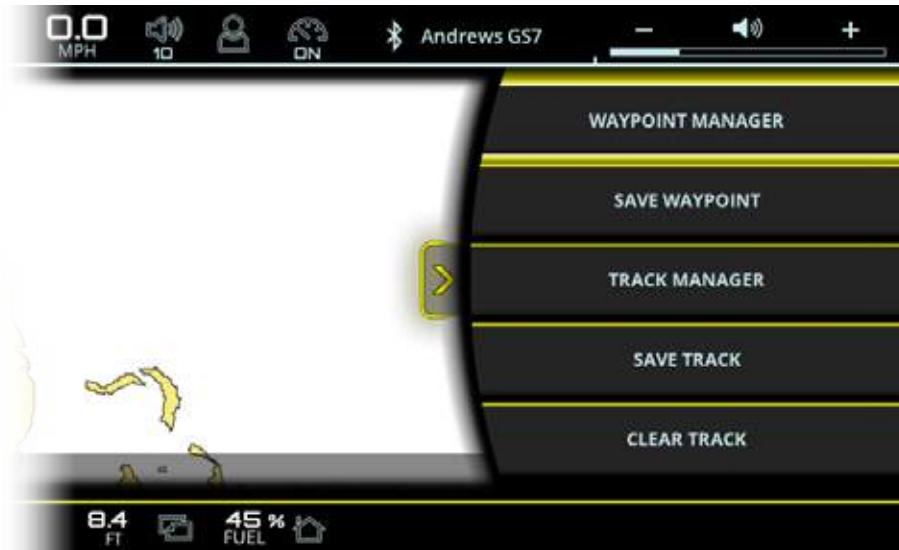 0.0
MPH
10
ON
Andrews GS7
WAYPOINT MANAGER
SAVE WAYPOINT
TRACK MANAGER
SAVE TRACK
CLEAR TRACK
8.4
FT
45 %
FUEL